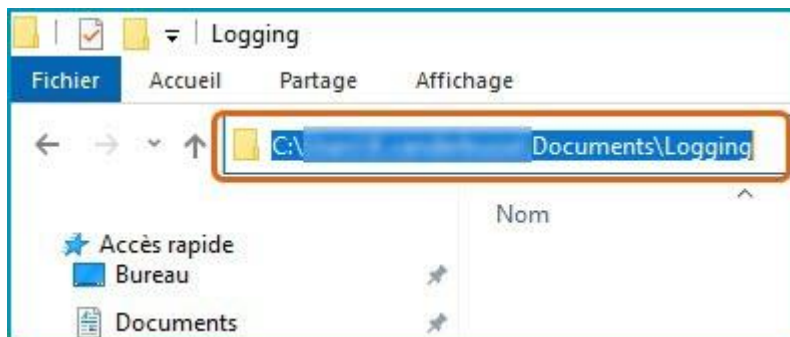 Logging
Fichier Accueil Partage Affichage
C:\ Documents\Logging
Nom
Accès rapide
Bureau
Documents